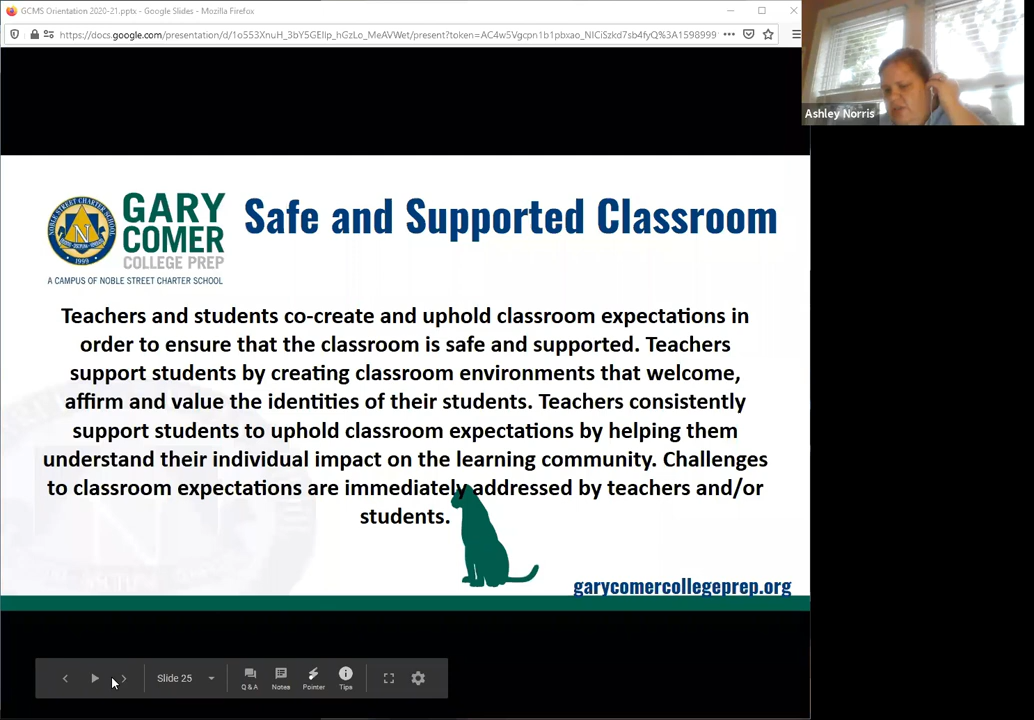 GCMS Orientation 2020-21.pptx - Google Slides - Mozilla Firefox
Ashley Norris
GARY
COMER
COLLEGE PREP
1999
A CAMPUS OF NOBLE STREET CHARTER SCHOOL
Safe and Supported Classroom
Teachers and students co-create and uphold classroom expectations in
order to ensure that the classroom is safe and supported. Teachers
support students by creating classroom environments that welcome,
affirm and value the identities of their students. Teachers consistently
support students to uphold classroom expectations by helping them
understand their individual impact on the learning community. Challenges
to classroom expectations are immediately addressed by teachers and/or
students.
garycomercollegeprep.org
Slide 25
Q & A
Notes
Pointer
Tips